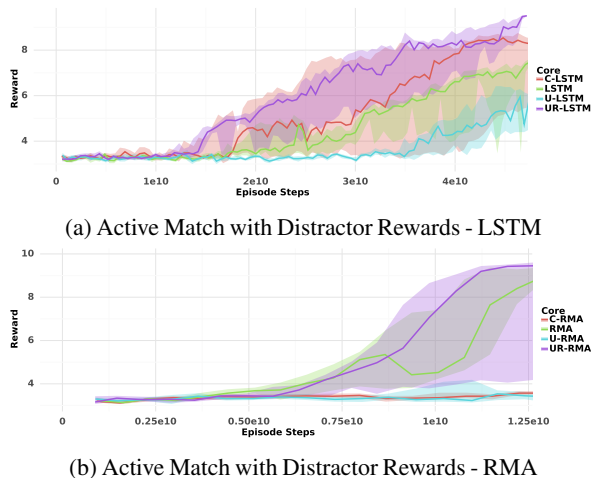 8
6
4
Reward
0
1e10
2e10
3e10
4e10
Episode Steps
Core
C-LSTM
LSTM
U-LSTM
UR-LSTM
(a) Active Match with Distractor Rewards - LSTM
10
8
6
4
Reward
0
0.25e10
0.50e10
0.75e10
1e10
1.25e10
Episode Steps
Core
C-RMA
RMA
U-RMA
UR-RMA
(b) Active Match with Distractor Rewards - RMA